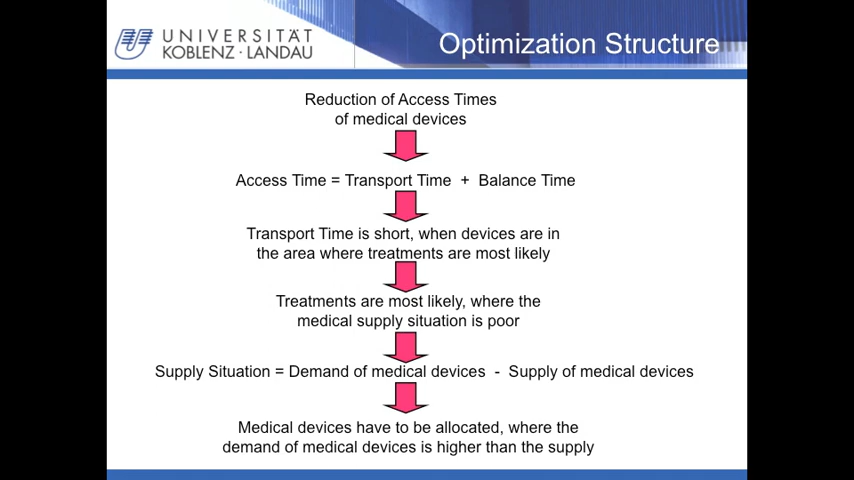 UNIVERSITÄT
KOBLENZ · LANDAU
Optimization Structure
Reduction of Access Times
of medical devices
Access Time = Transport Time + Balance Time
Transport Time is short, when devices are in
the area where treatments are most likely
Treatments are most likely, where the
medical supply situation is poor
Supply Situation = Demand of medical devices - Supply of medical devices
Medical devices have to be allocated, where the
demand of medical devices is higher than the supply